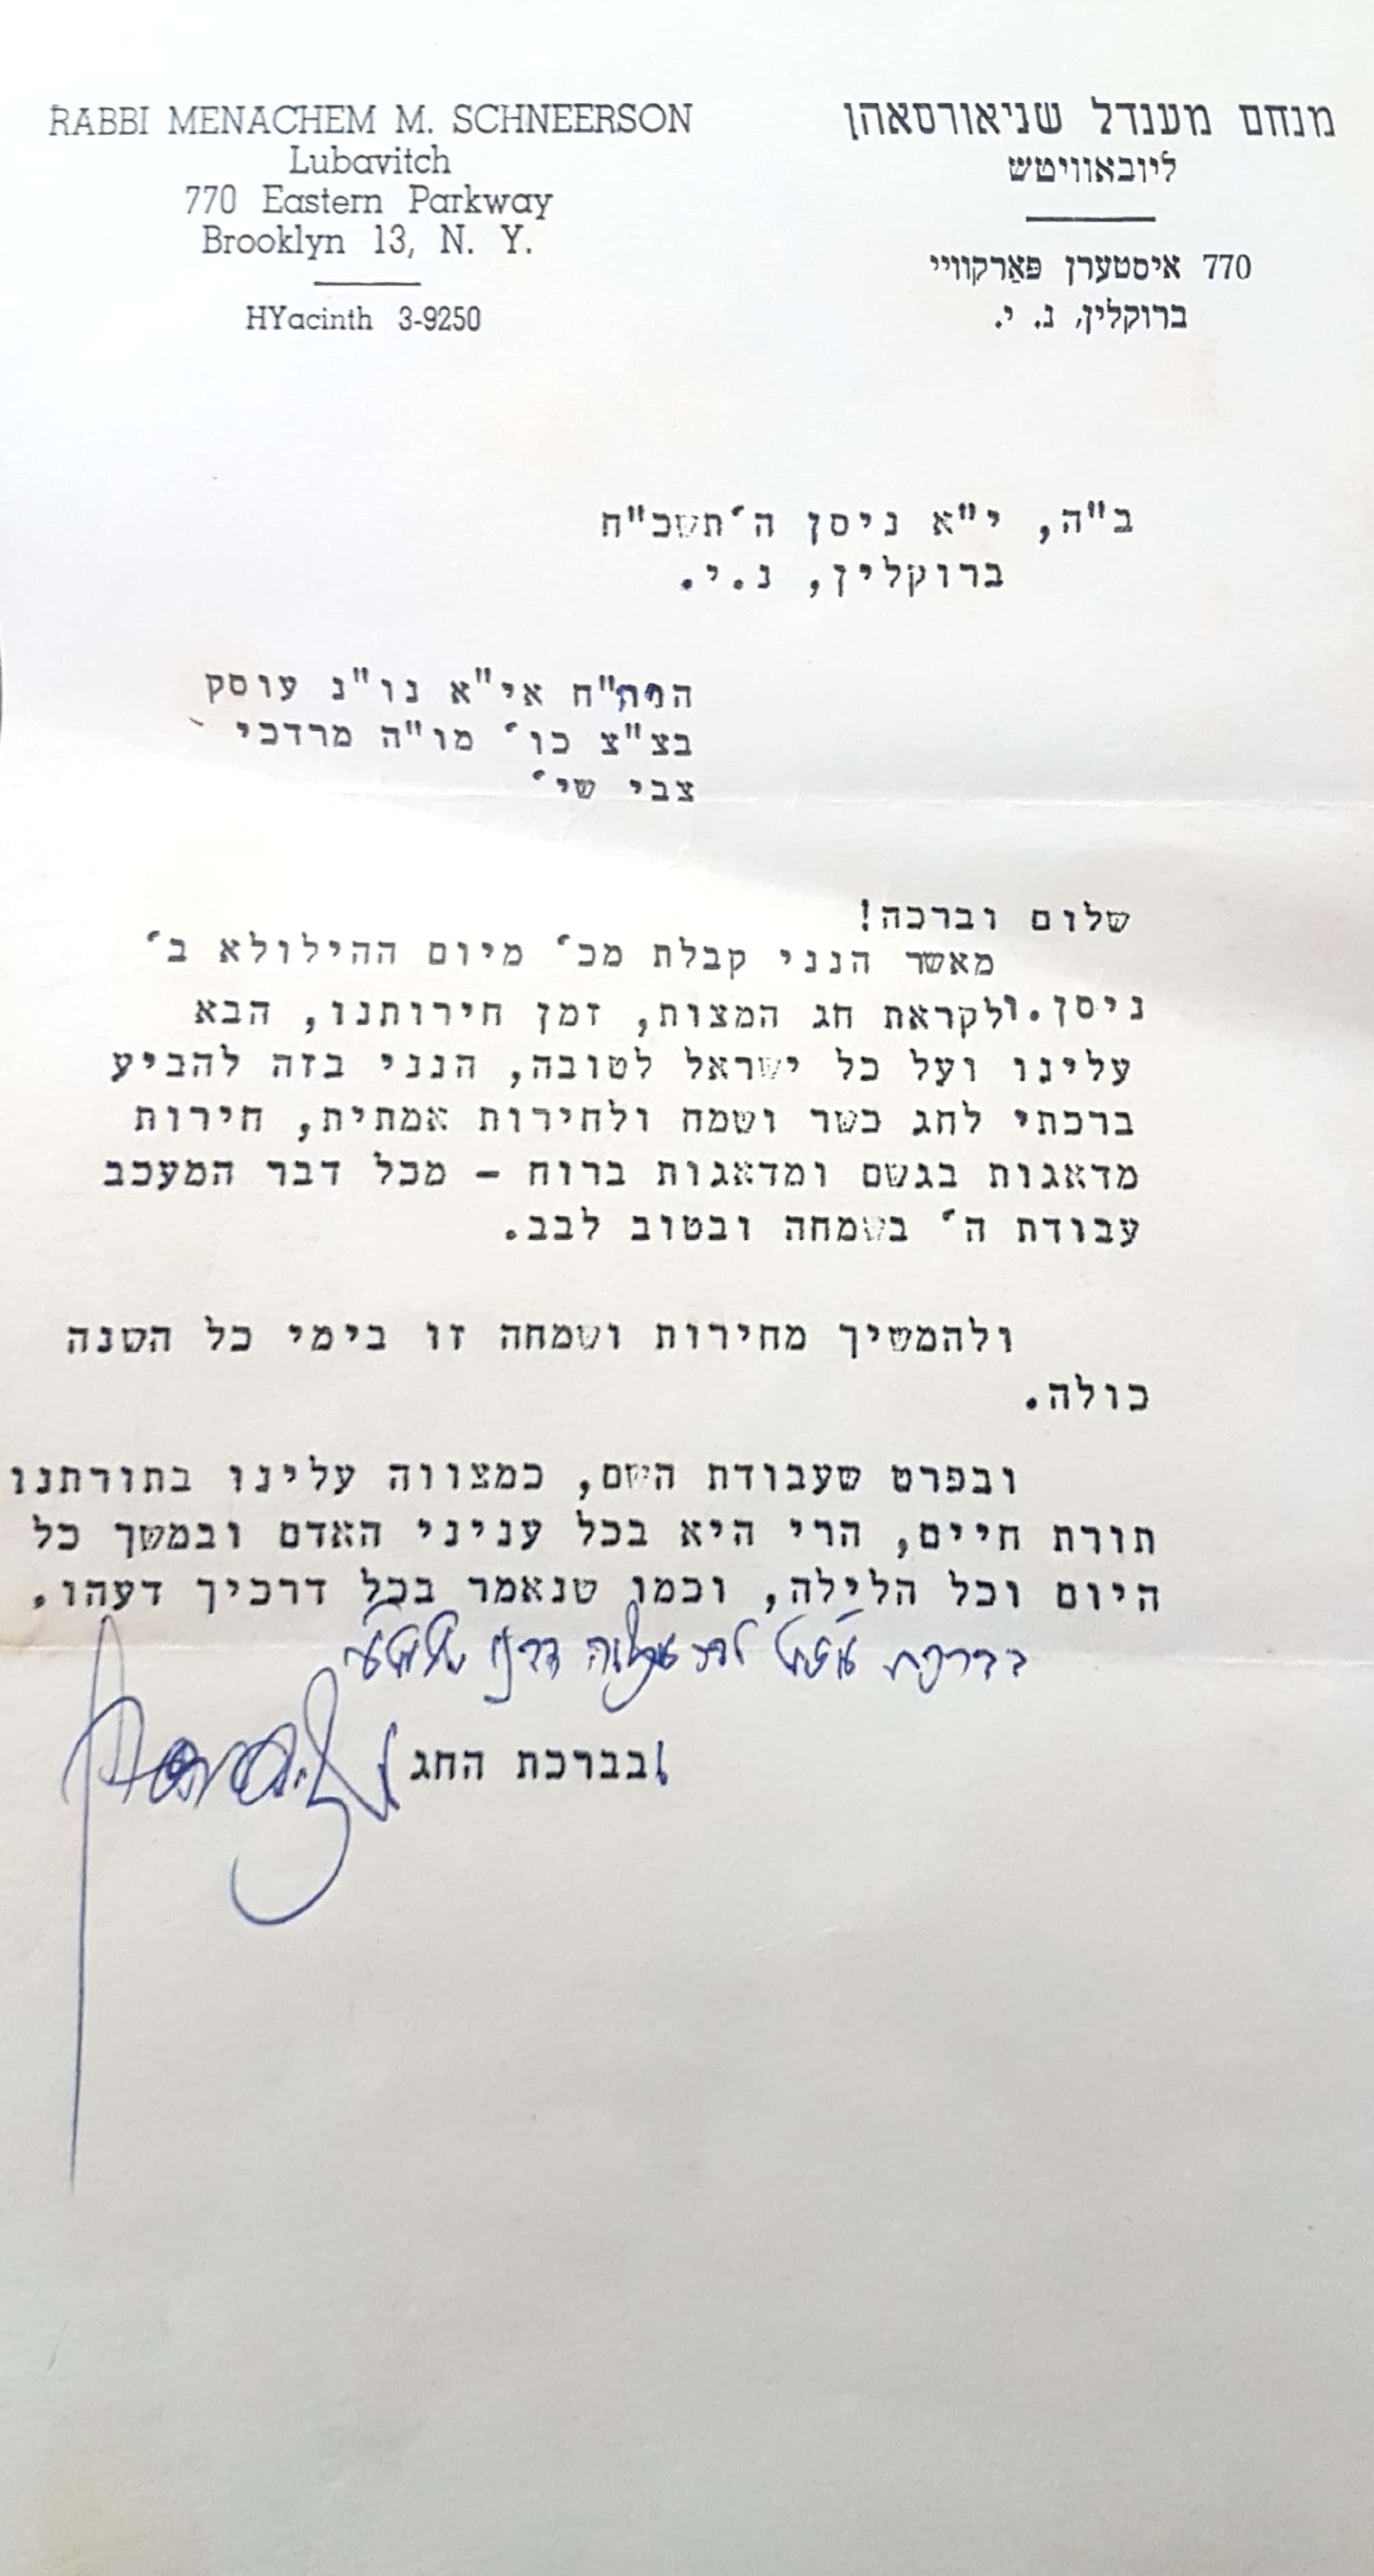 RABBI MENACHEM M. SCHNEERSON
Lubavitch
770 Eastern Parkway
Brooklyn 13, N. Y.
HYacinth 3-9250
מנחם מענדל שניאורסאהן
ליובאוויטש
770 איסטערן פּאַרקוויי
ברוקלין, נ. י.
ב"ה, י"א ניסן ה'תשכ"ח
ברוקלין, נ.י.
אי"א נו"נ עוסק
בצ"צ כו' מו"ה מרדכי
צבי שי'
שלום וברכה!
מאשר הנני קבלת מכ' מיום ההילולא ב'
ניסן. ולקראת חג המצות, זמן חירותנו, הבא
עלינו ועל כל ישראל לטובה, הנני בזה להביע
ברכתי לחג כשר ושמח ולחירות אמתית, חירות
מדאגות בגשם ומדאגות ברוח - מכל דבר המעכב
עבודת ה' בשמחה ובטוב לבב.
ולהמשיך מחירות ושמחה זו בימי כל השנה
כולה.
ובפרט שעבודת השם, כמצווה עלינו בתורתנו
תורת חיים, הרי היא בכל עניני האדם ובמשך כל
היום וכל הלילה, וכמו שנאמר בכל דרכיך דעהו.
בברכת החג